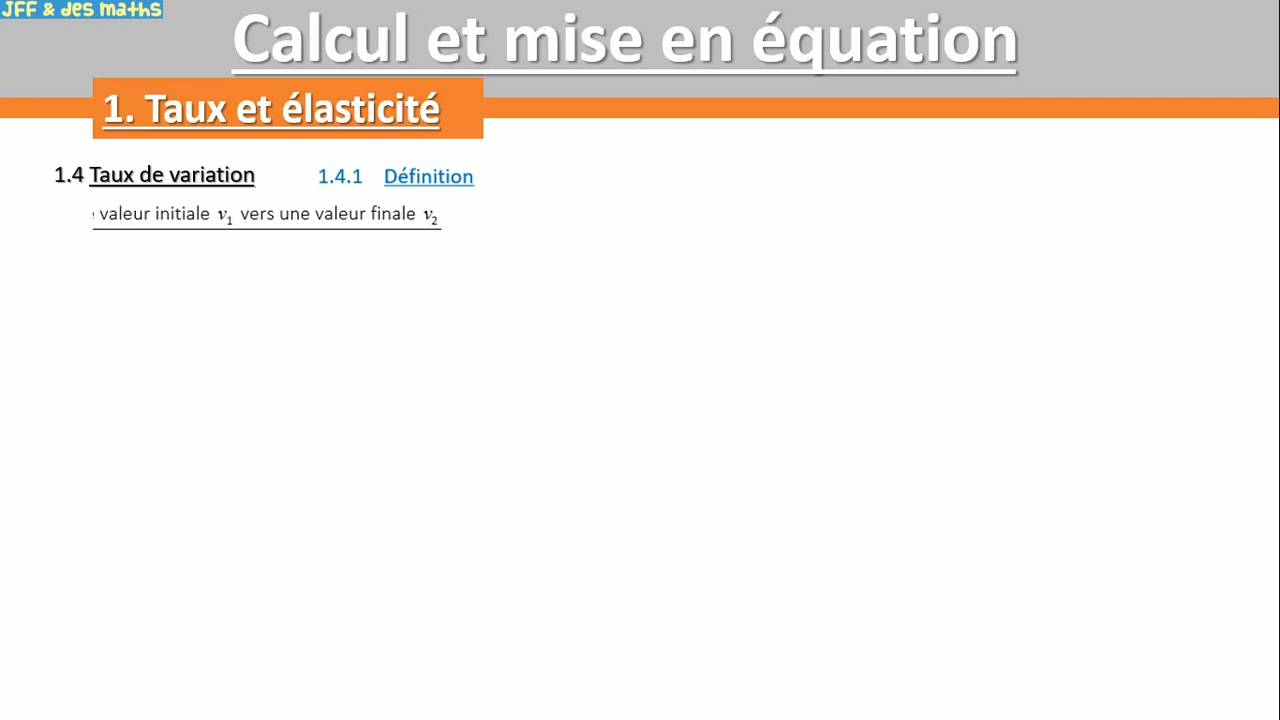 JFF & des maths
Calcul et mise en équation
1. Taux et élasticité
1.4 Taux de variation 1.4.1 Définition
valeur initiale v₁ vers une valeur finale v₂